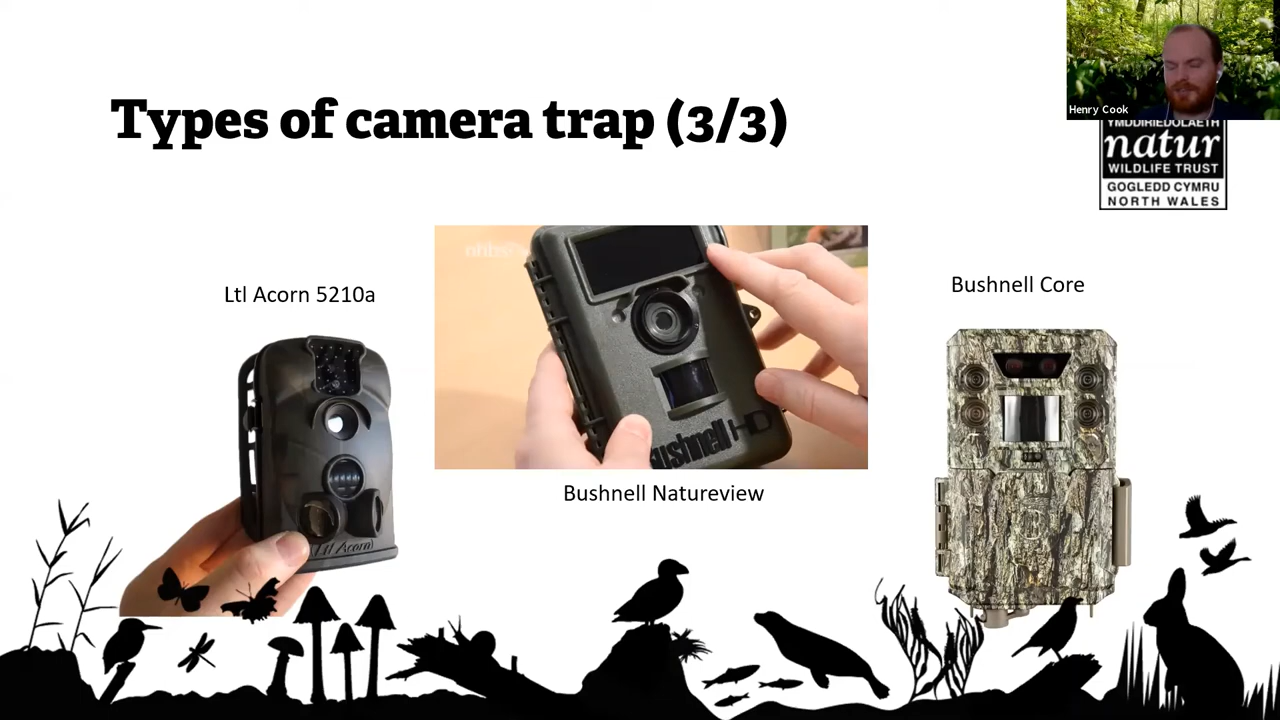 Types of camera trap (3/3)
Henry Cook
YMDDIRIEDOLAETH
natur
WILDLIFE TRUST
GOGLEDD CYMRU
NORTH WALES
Ltl Acorn 5210a
Bushnell Core
Bushnell HD
Bushnell Natureview
Ltl Acorn